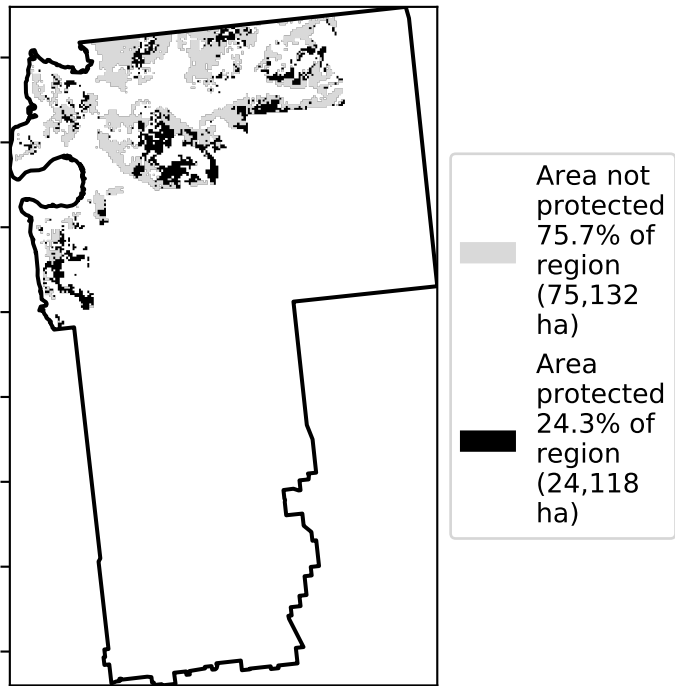 Area not
protected
75.7% of
region
(75,132
ha)
Area
protected
24.3% of
region
(24,118
ha)